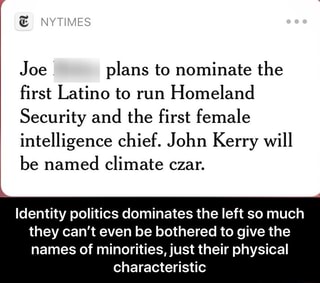 NYTIMES
Joe plans to nominate the
first Latino to run Homeland
Security and the first female
intelligence chief. John Kerry will
be named climate czar.
Identity politics dominates the left so much
they can't even be bothered to give the
names of minorities, just their physical
characteristic